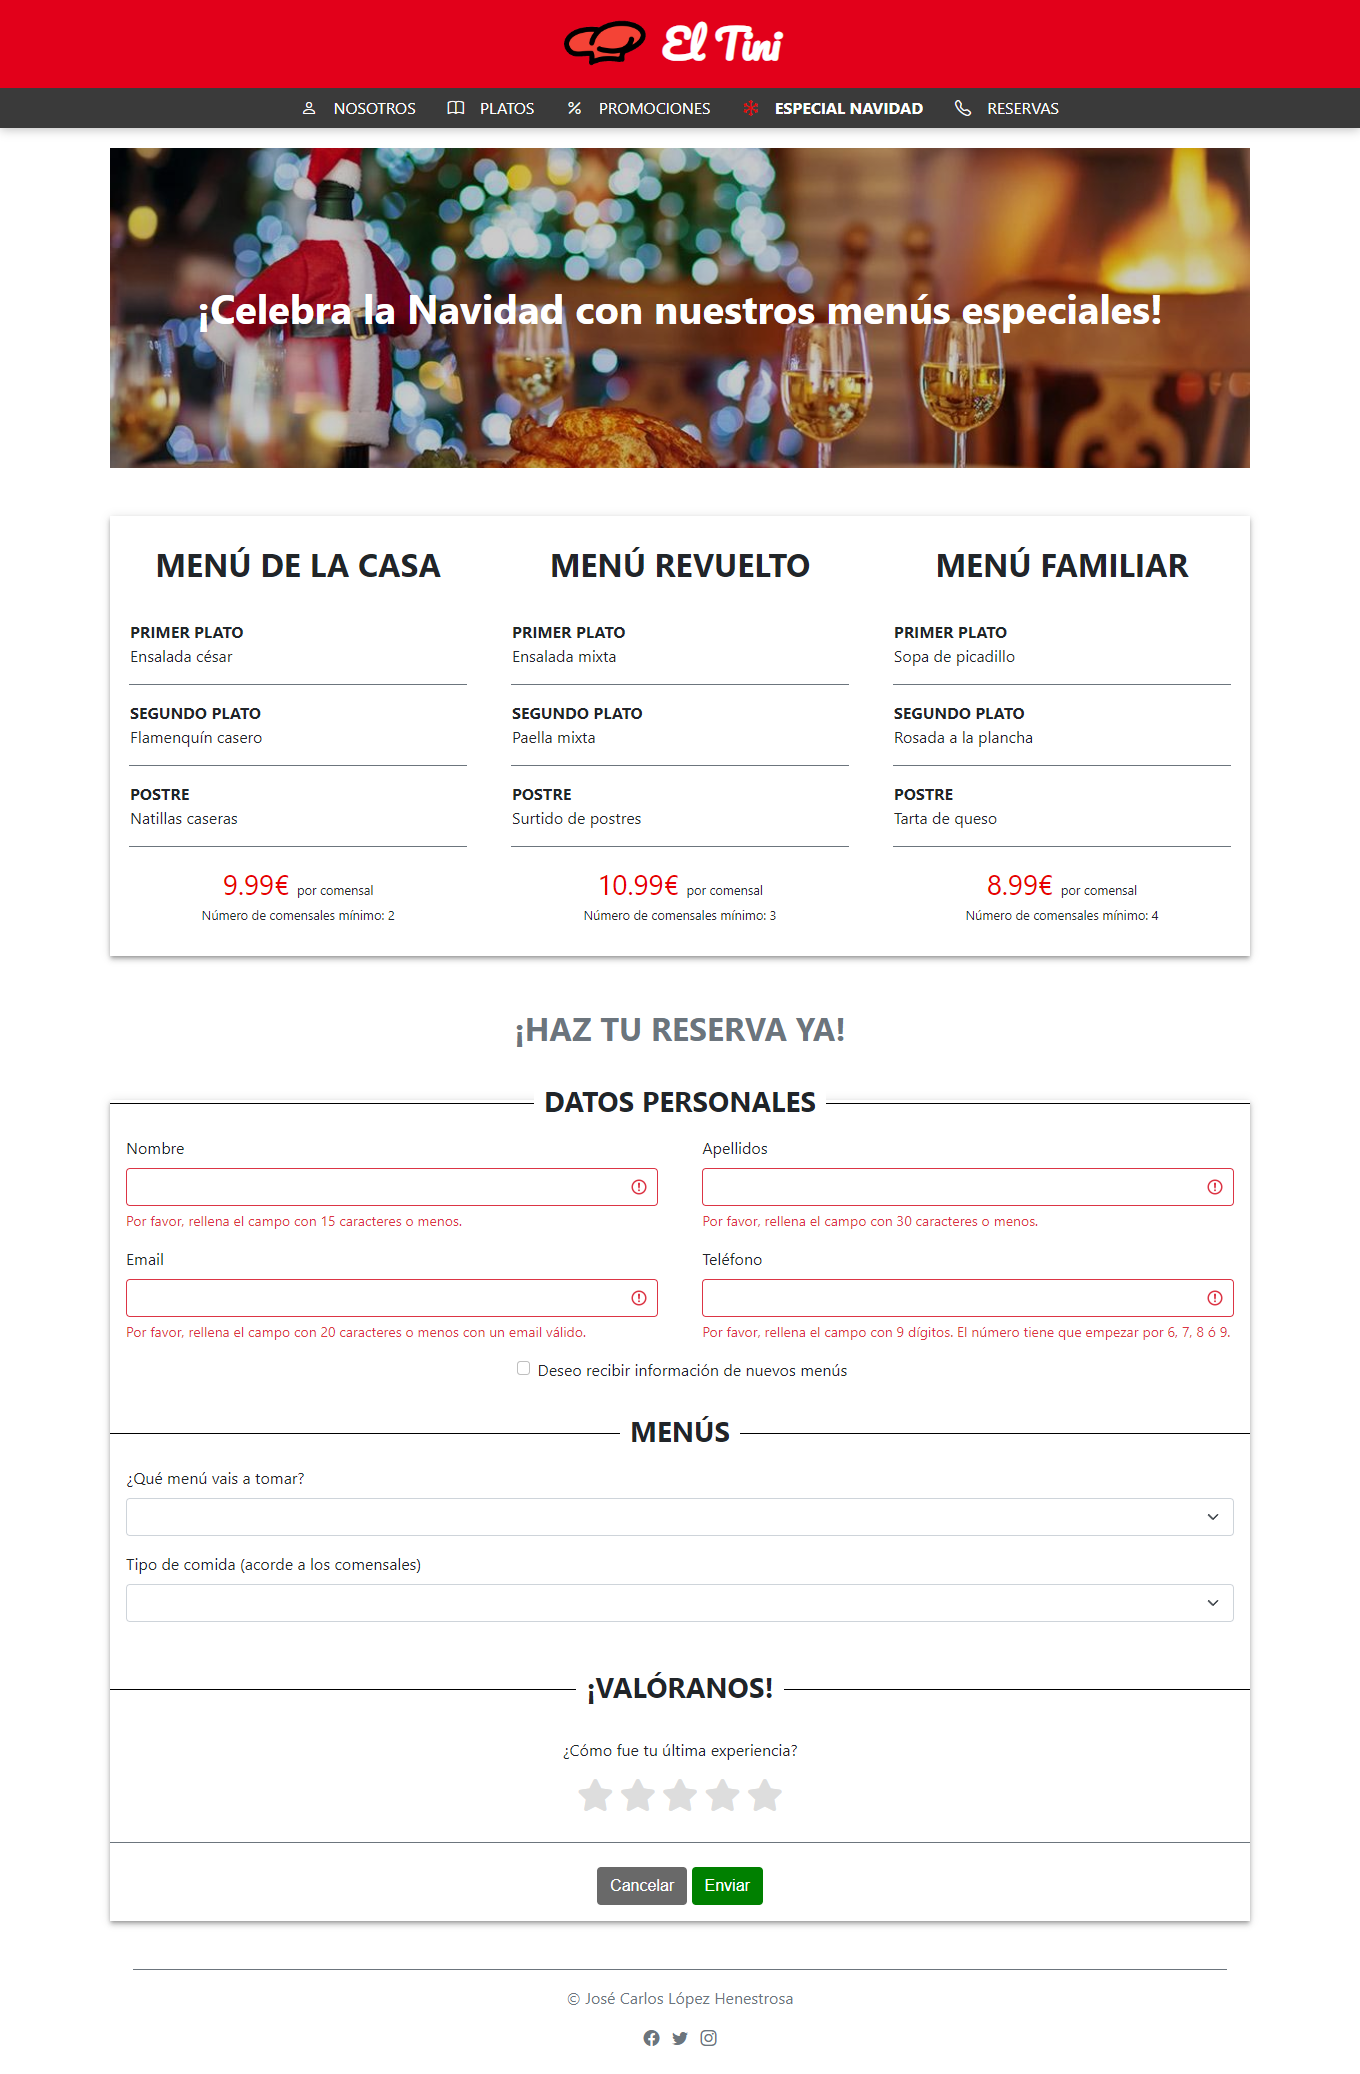 El Tini
NOSOTROS PLATOS PROMOCIONES ESPECIAL NAVIDAD RESERVAS
¡Celebra la Navidad con nuestros menús especiales!
MENÚ DE LA CASA
PRIMER PLATO
Ensalada césar
SEGUNDO PLATO
Flamenquín casero
POSTRE
Natillas caseras
9.99€ por comensal
Número de comensales mínimo: 2
MENÚ REVUELTO
PRIMER PLATO
Ensalada mixta
SEGUNDO PLATO
Paella mixta
POSTRE
Surtido de postres
10.99€ por comensal
Número de comensales mínimo: 3
MENÚ FAMILIAR
PRIMER PLATO
Sopa de picadillo
SEGUNDO PLATO
Rosada a la plancha
POSTRE
Tarta de queso
8.99€ por comensal
Número de comensales mínimo: 4
¡HAZ TU RESERVA YA!
DATOS PERSONALES
Nombre
Por favor, rellena el campo con 15 caracteres o menos.
Apellidos
Por favor, rellena el campo con 30 caracteres o menos.
Email
Por favor, rellena el campo con 20 caracteres o menos con un email válido.
Teléfono
Por favor, rellena el campo con 9 dígitos. El número tiene que empezar por 6, 7, 8 ó 9.
Deseo recibir información de nuevos menús
MENÚS
¿Qué menú vais a tomar?
Tipo de comida (acorde a los comensales)
¡VALÓRANOS!
¿Cómo fue tu última experiencia?
Cancelar Enviar
© José Carlos López Henestrosa